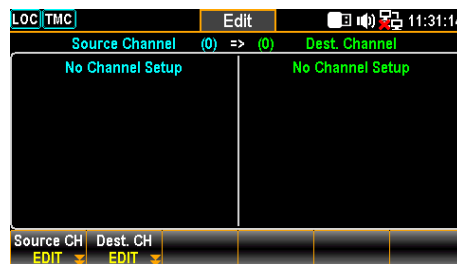 LOC TMC Edit 11:31:14
Source Channel (0) => (0) Dest. Channel
No Channel Setup No Channel Setup
Source CH Dest. CH
EDIT EDIT